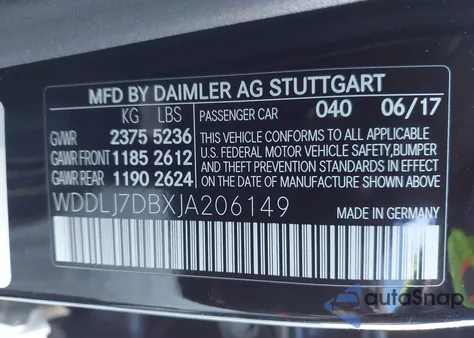 MFD BY DAIMLER AG STUTTGART
KG LBS PASSENGER CAR 040 06/17
GVWR 2375 5236 THIS VEHICLE CONFORMS TO ALL APPLICABLE
GAWR FRONT 1185 2612 U.S. FEDERAL MOTOR VEHICLE SAFETY, BUMPER
GAWR REAR 1190 2624 AND THEFT PREVENTION STANDARDS IN EFFECT
ON THE DATE OF MANUFACTURE SHOWN ABOVE.
WDDLJ7DBXJA206149 MADE IN GERMANY
autoSnap